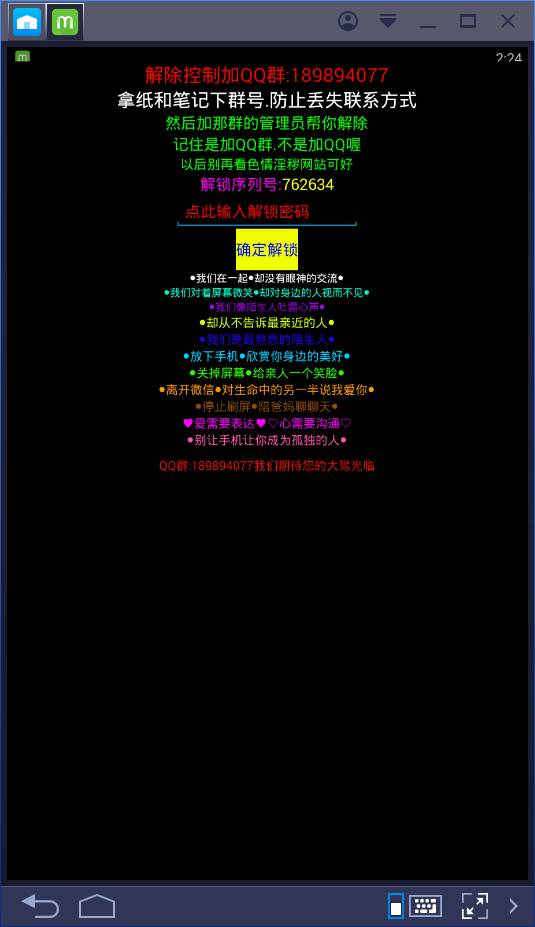 2:24
解除控制加QQ群:189894077
拿纸和笔记下群号.防止丢失联系方式
然后加那群的管理员帮你解除
记住是加QQ群.不是加QQ喔
以后别再看色情淫秽网站可好
解锁序列号:762634
点此输入解锁密码
确定解锁
●我们在一起●却没有眼神的交流●
●我们对着屏幕微笑●却对身边的人视而不见●
●我们像陌生人吐露心声●
●却从不告诉最亲近的人●
●我们是最熟悉的陌生人●
●放下手机●欣赏你身边的美好●
●关掉屏幕●给亲人一个笑脸●
●离开微信●对生命中的另一半说我爱你●
●停止刷屏●陪爸妈聊聊天●
♥爱需要表达♥♡心需要沟通♡
●别让手机让你成为孤独的人●
QQ群:189894077我们期待您的大驾光临